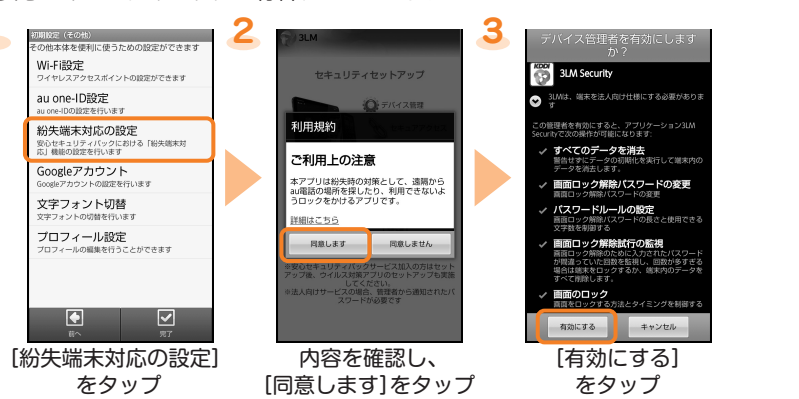 2
3
初期設定（その他）
その他本体を便利に使うための設定ができます
Wi-Fi設定
ワイヤレスアクセスポイントの設定ができます
au one-ID設定
au one-IDの設定を行います
紛失端末対応の設定
安心セキュリティパックにおける「紛失端末対
応」機能の設定を行います
Googleアカウント
Googleアカウントの設定を行います
文字フォント切替
文字フォントの切替を行います
プロフィール設定
プロフィールの編集を行うことができます
前へ
完了
[紛失端末対応の設定]
をタップ
3LM
セキュリティセットアップ
デバイス管理
利用規約
ご利用上の注意
本アプリは紛失時の対策として、遠隔から
au電話の場所を探したり、利用できないよ
うロックをかけるアプリです。
詳細はこちら
同意します
同意しません
※安心セキュリティパックサービス加入の方はセット
アップ後、ウイルス対策アプリのセットアップも実施
してください。
※法人向けサービスの場合、管理者から通知されたパ
スワードが必要です
内容を確認し、
[同意します]をタップ
デバイス管理者を有効にします
か？
KDDI
3LM Security
3LMは、端末を法人向け仕様にする必要がありま
す
この管理者を有効にすると、アプリケーション3LM
Securityで次の操作が可能になります:
すべてのデータを消去
警告せずにデータの初期化を実行して端末内の
データを消去します。
画面ロック解除パスワードの変更
画面ロック解除パスワードの変更
パスワードルールの設定
画面ロック解除パスワードの長さと使用できる
文字数を制御する
画面ロック解除試行の監視
画面ロック解除のために入力されたパスワード
が間違っていた回数を監視し、回数が多すぎる
場合は端末をロックするか、端末内のデータを
すべて削除します。
画面のロック
画面をロックする方法とタイミングを制御する
有効にする
キャンセル
[有効にする]
をタップ